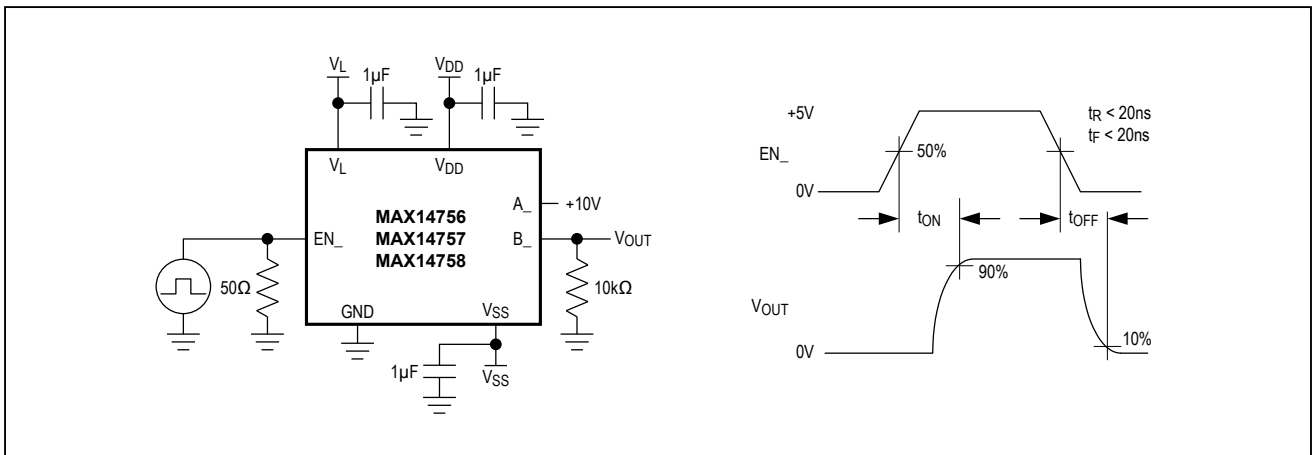 VL
1µF
VDD
1µF
VL
VDD
MAX14756
MAX14757
MAX14758
A_
+10V
EN_
B_
VOUT
50Ω
10kΩ
GND
VSS
1µF
VSS
+5V
tR < 20ns
tF < 20ns
EN_
50%
0V
tON
tOFF
90%
VOUT
10%
0V